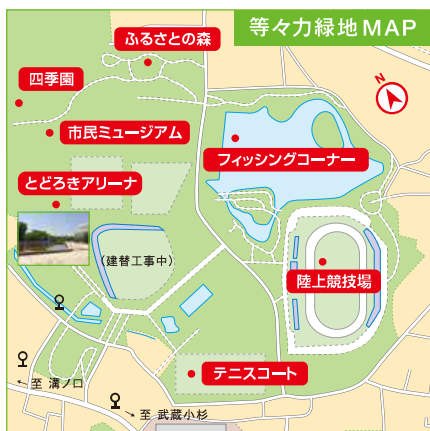 等々力緑地MAP
ふるさとの森
四季園
N
市民ミュージアム
フィッシングコーナー
とどろきアリーナ
(建替工事中)
陸上競技場
テニスコート
至 溝ノ口
至 武蔵小杉